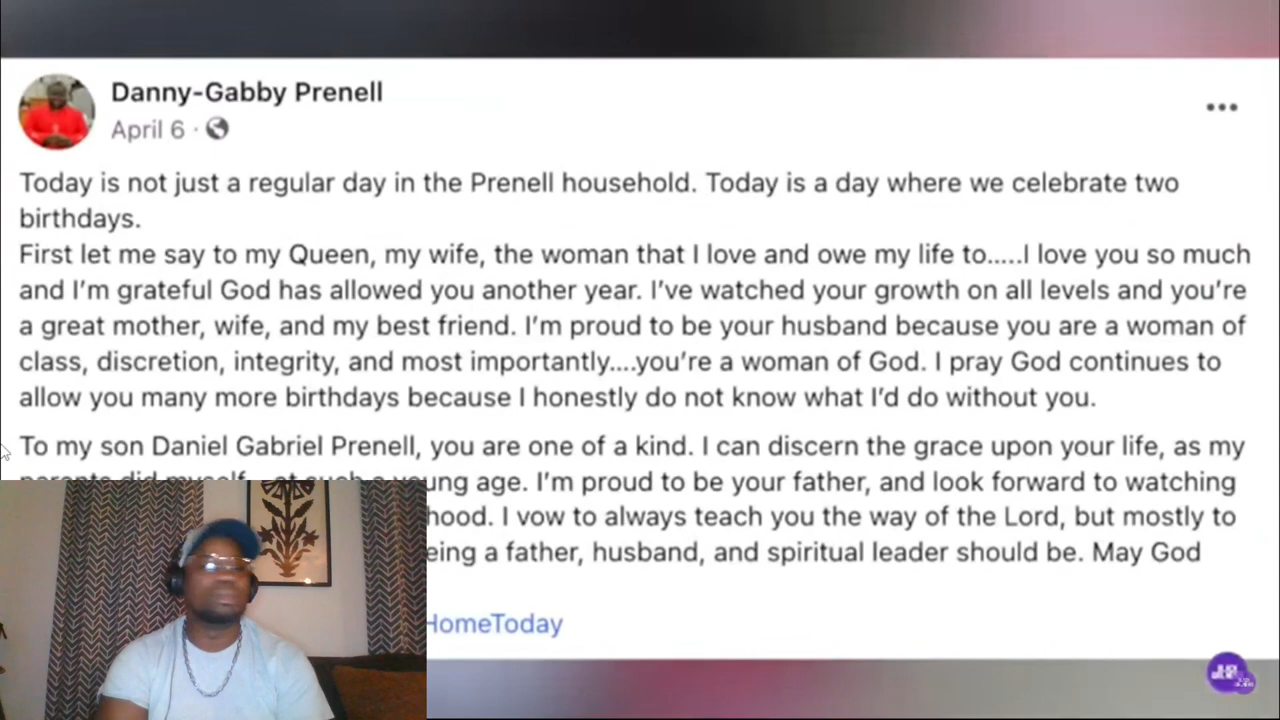 Danny-Gabby Prenell
April 6 ·
Today is not just a regular day in the Prenell household. Today is a day where we celebrate two
birthdays.
First let me say to my Queen, my wife, the woman that I love and owe my life to.....I love you so much
and I'm grateful God has allowed you another year. I've watched your growth on all levels and you're
a great mother, wife, and my best friend. I'm proud to be your husband because you are a woman of
class, discretion, integrity, and most importantly....you're a woman of God. I pray God continues to
allow you many more birthdays because I honestly do not know what I'd do without you.
To my son Daniel Gabriel Prenell, you are one of a kind. I can discern the grace upon your life, as my
parents did myself, at such a young age. I'm proud to be your father, and look forward to watching
hood. I vow to always teach you the way of the Lord, but mostly to
eing a father, husband, and spiritual leader should be. May God
HomeToday